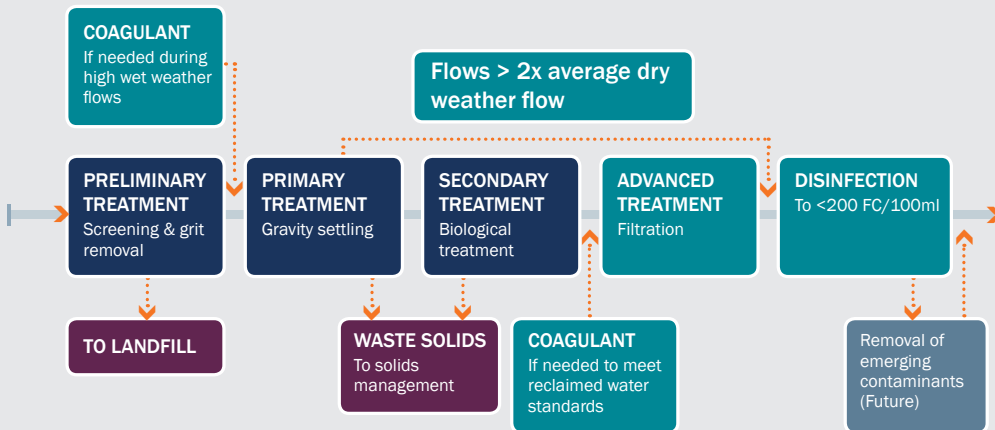 COAGULANT
If needed during
high wet weather
flows
Flows > 2x average dry
weather flow
PRELIMINARY
TREATMENT
Screening & grit
removal
PRIMARY
TREATMENT
Gravity settling
SECONDARY
TREATMENT
Biological
treatment
ADVANCED
TREATMENT
Filtration
DISINFECTION
To <200 FC/100ml
TO LANDFILL
WASTE SOLIDS
To solids
management
COAGULANT
If needed to meet
reclaimed water
standards
Removal of
emerging
contaminants
(Future)